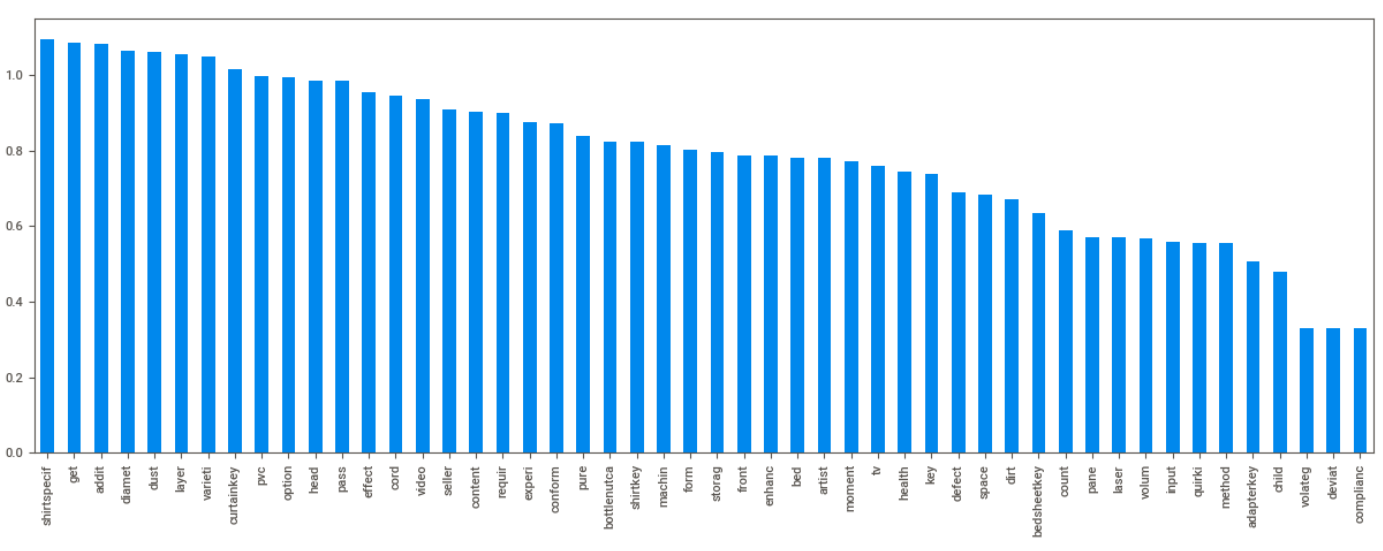 1.0
0.8
0.6
0.4
0.2
0.0
shirtspecif
get
addit
diamet
dust
layer
varieti
curtainkey
pvc
option
head
pass
effect
cord
video
seller
content
requir
experi
conform
pure
bottlenutca
shirtkey
machin
form
storag
front
enhanc
bed
artist
moment
tv
health
key
defect
space
dirt
bedsheetkey
count
pane
laser
volum
input
quirki
method
adapterkey
child
volateg
deviat
complianc